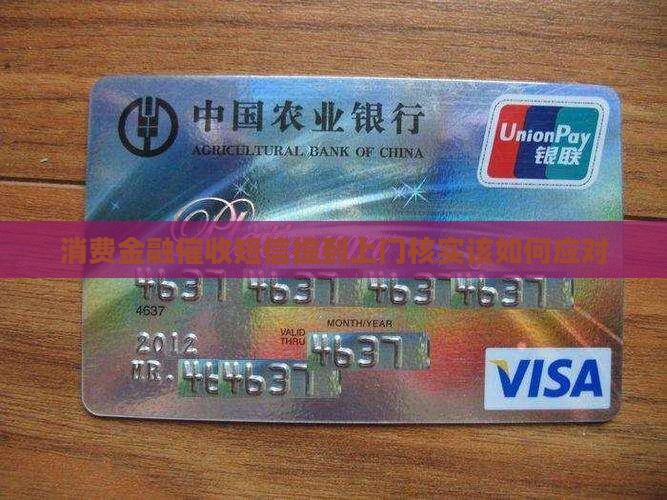 中国农业银行
AGRICULTURAL BANK OF CHINA
UnionPay
银联
消费金融催收短信提到上门核实该如何应对
4637 4637 4637 4637
4637
MONTH/YEAR
2012
VALID
THRU
4637
MR.
4637
VISA